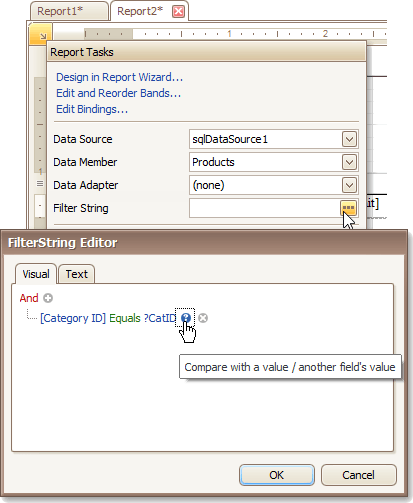 Report1* Report2*
1 2
Report Tasks
Design in Report Wizard...
Edit and Reorder Bands...
Edit Bindings...
Data Source sqlDataSource1
Data Member Products
Data Adapter (none)
Filter String
FilterString Editor
Visual Text
And
[Category ID] Equals ?CatID
Compare with a value / another field's value
OK Cancel